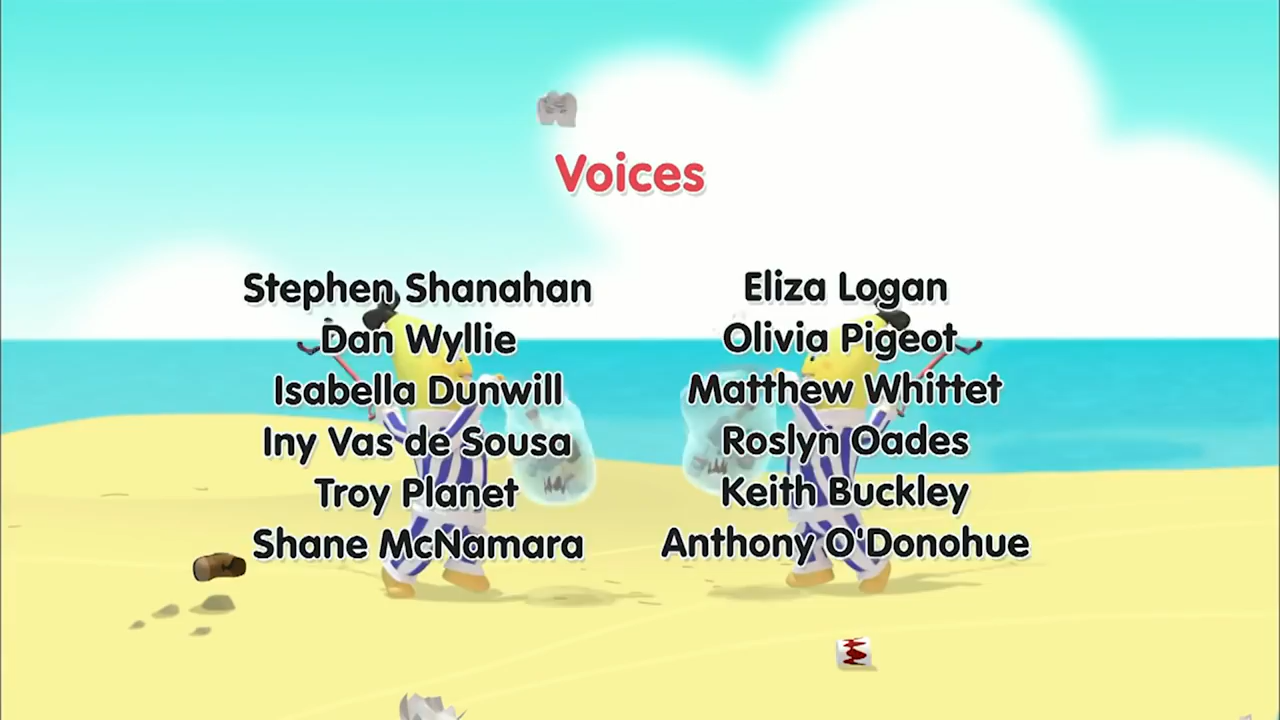 Voices
Stephen Shanahan
Dan Wyllie
Isabella Dunwill
Iny Vas de Sousa
Troy Planet
Shane McNamara
Eliza Logan
Olivia Pigeot
Matthew Whittet
Roslyn Oades
Keith Buckley
Anthony O'Donohue